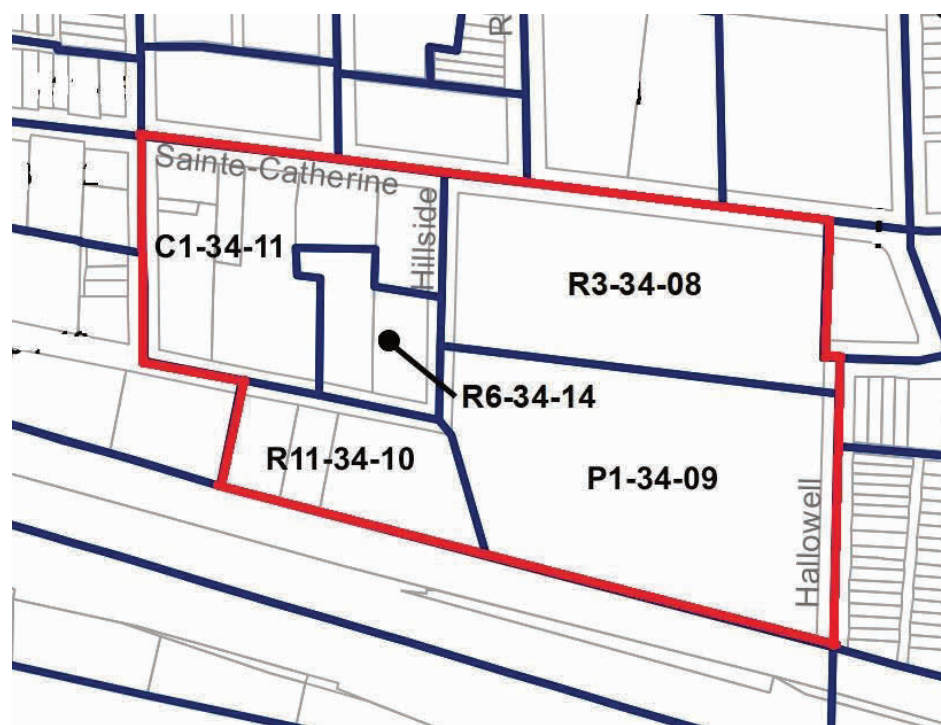 Sainte-Catherine
Hillside
C1-34-11
R3-34-08
R6-34-14
R11-34-10
P1-34-09
Hallowell